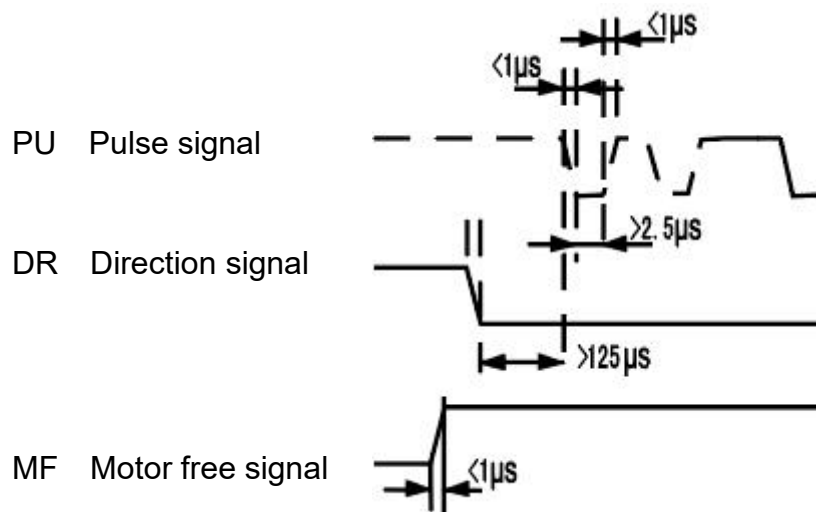 <1µs
<1µs
PU Pulse signal
>2.5µs
DR Direction signal
>125µs
MF Motor free signal
<1µs